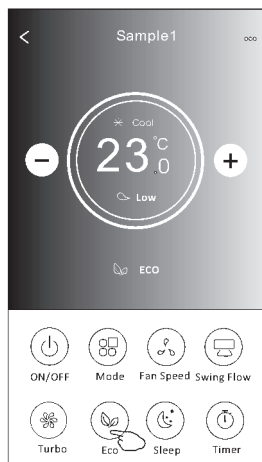 Sample1
Cool
23.0°C
Low
ECO
ON/OFF Mode Fan Speed Swing Flow
Turbo Eco Sleep Timer